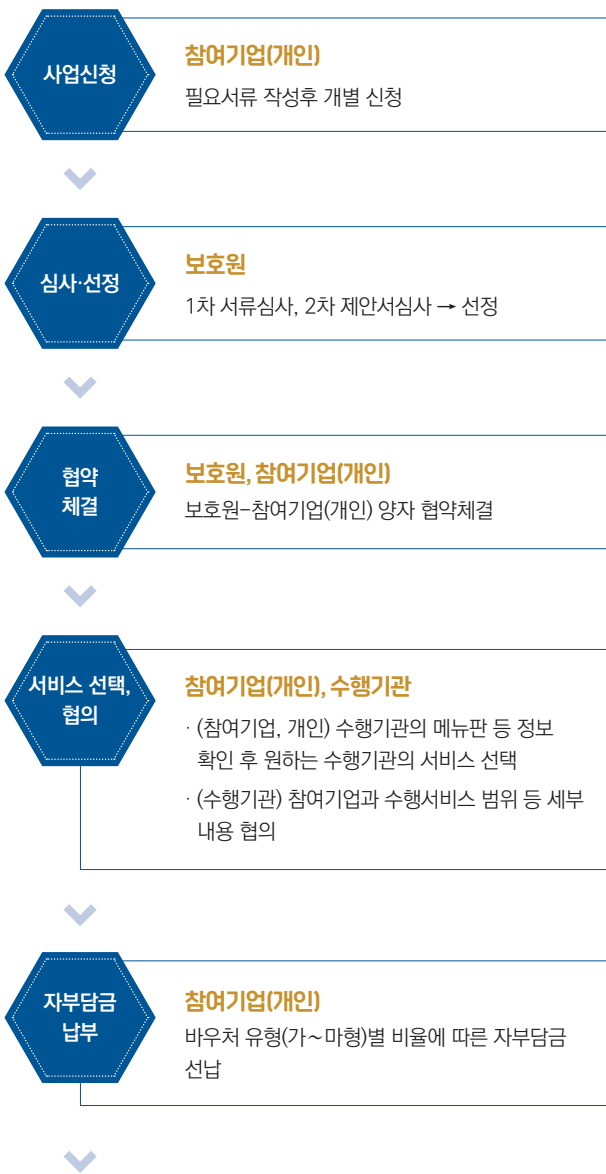 사업신청
참여기업(개인)
필요서류 작성후 개별 신청
심사·선정
보호원
1차 서류심사, 2차 제안서심사 → 선정
협약
체결
보호원, 참여기업(개인)
보호원-참여기업(개인) 양자 협약체결
서비스 선택,
협의
참여기업(개인), 수행기관
· (참여기업, 개인) 수행기관의 메뉴판 등 정보
확인 후 원하는 수행기관의 서비스 선택
· (수행기관) 참여기업과 수행서비스 범위 등 세부
내용 협의
자부담금
납부
참여기업(개인)
바우처 유형(가~마형)별 비율에 따른 자부담금
선납